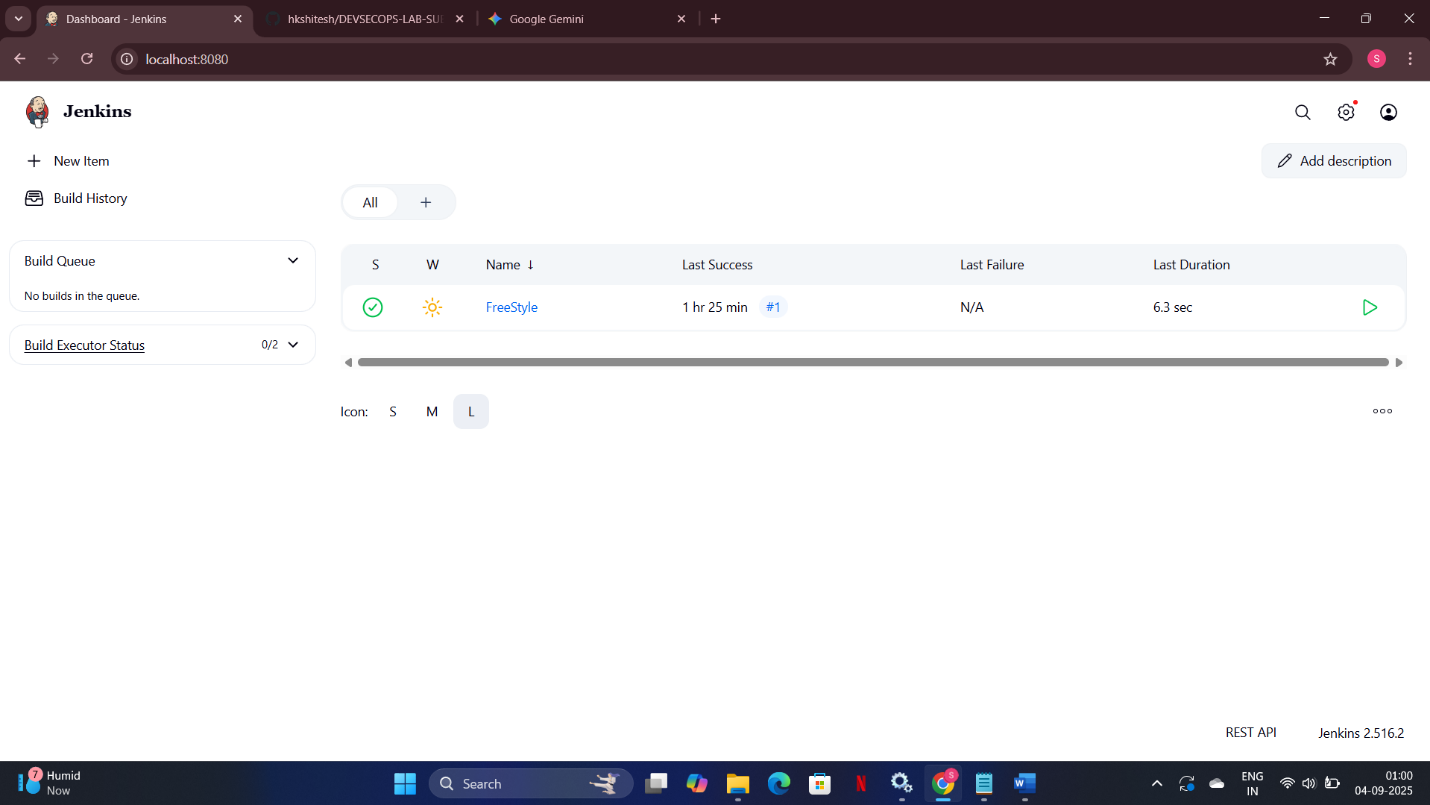 Dashboard - Jenkins
hkshitesh/DEVSECOPS-LAB-SUB
Google Gemini
localhost:8080
S
Jenkins
New Item
Add description
Build History
All
Build Queue
No builds in the queue.
S W Name ↓ Last Success Last Failure Last Duration
FreeStyle 1 hr 25 min #1 N/A 6.3 sec
Build Executor Status 0/2
Icon: S M L
REST API Jenkins 2.516.2
7
Humid
Now
Search
N
S
W
ENG
IN
01:00
04-09-2025